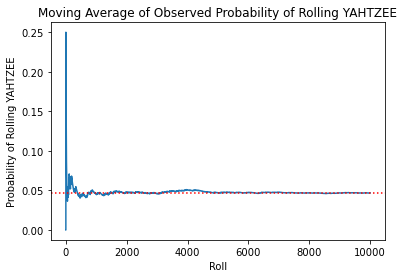 Moving Average of Observed Probability of Rolling YAHTZEE
Probability of Rolling YAHTZEE
0.25
0.20
0.15
0.10
0.05
0.00
0 2000 4000 6000 8000 10000
Roll